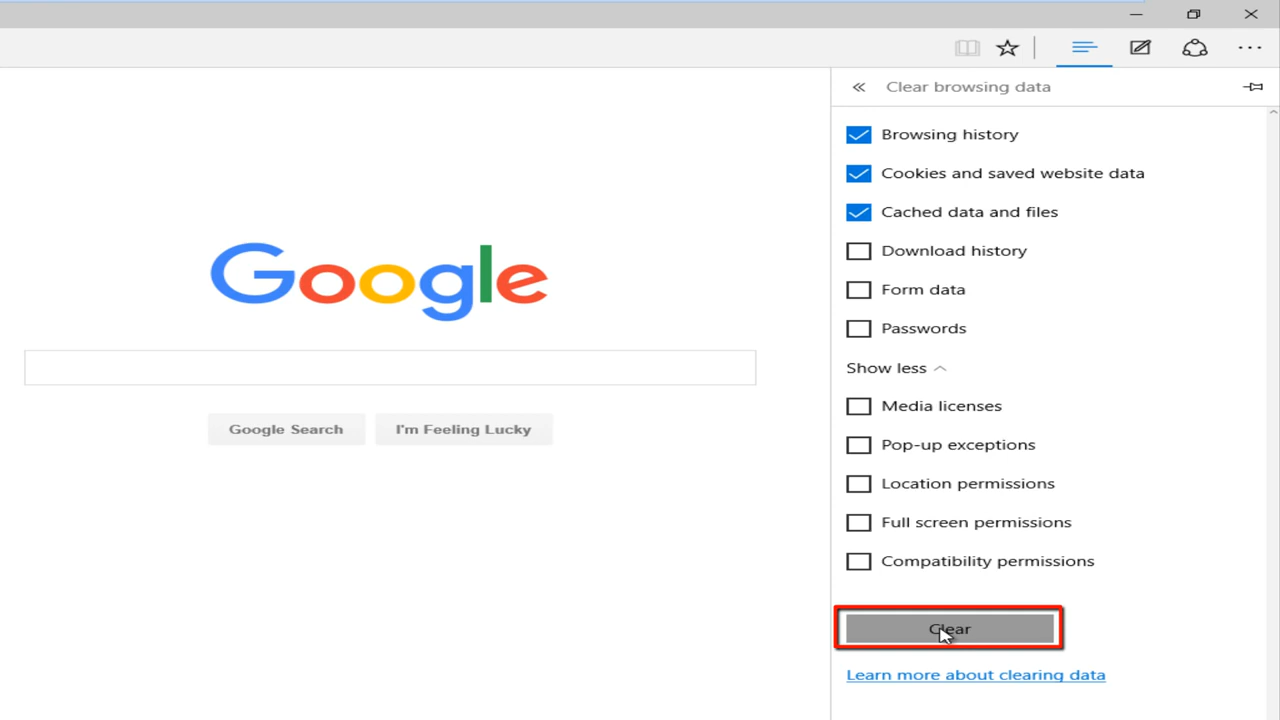 Clear browsing data
Browsing history
Cookies and saved website data
Cached data and files
Download history
Form data
Passwords
Show less
Media licenses
Pop-up exceptions
Location permissions
Full screen permissions
Compatibility permissions
Clear
Learn more about clearing data
Google
Google Search
I'm Feeling Lucky